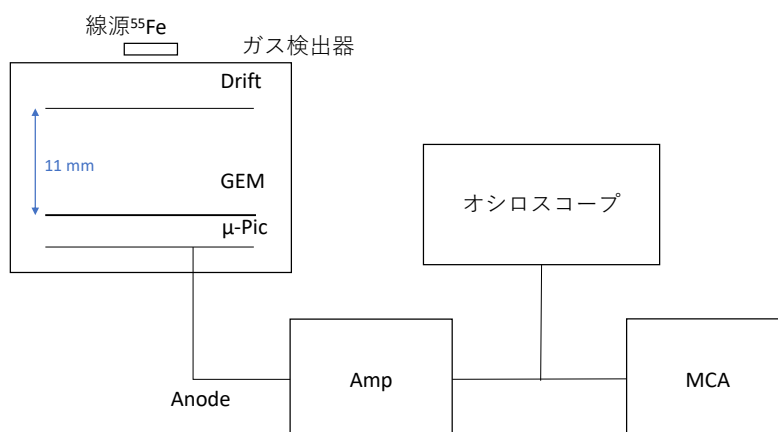 線源⁵⁵Fe
ガス検出器
Drift
11 mm
GEM
オシロスコープ
μ-Pic
Amp
MCA
Anode